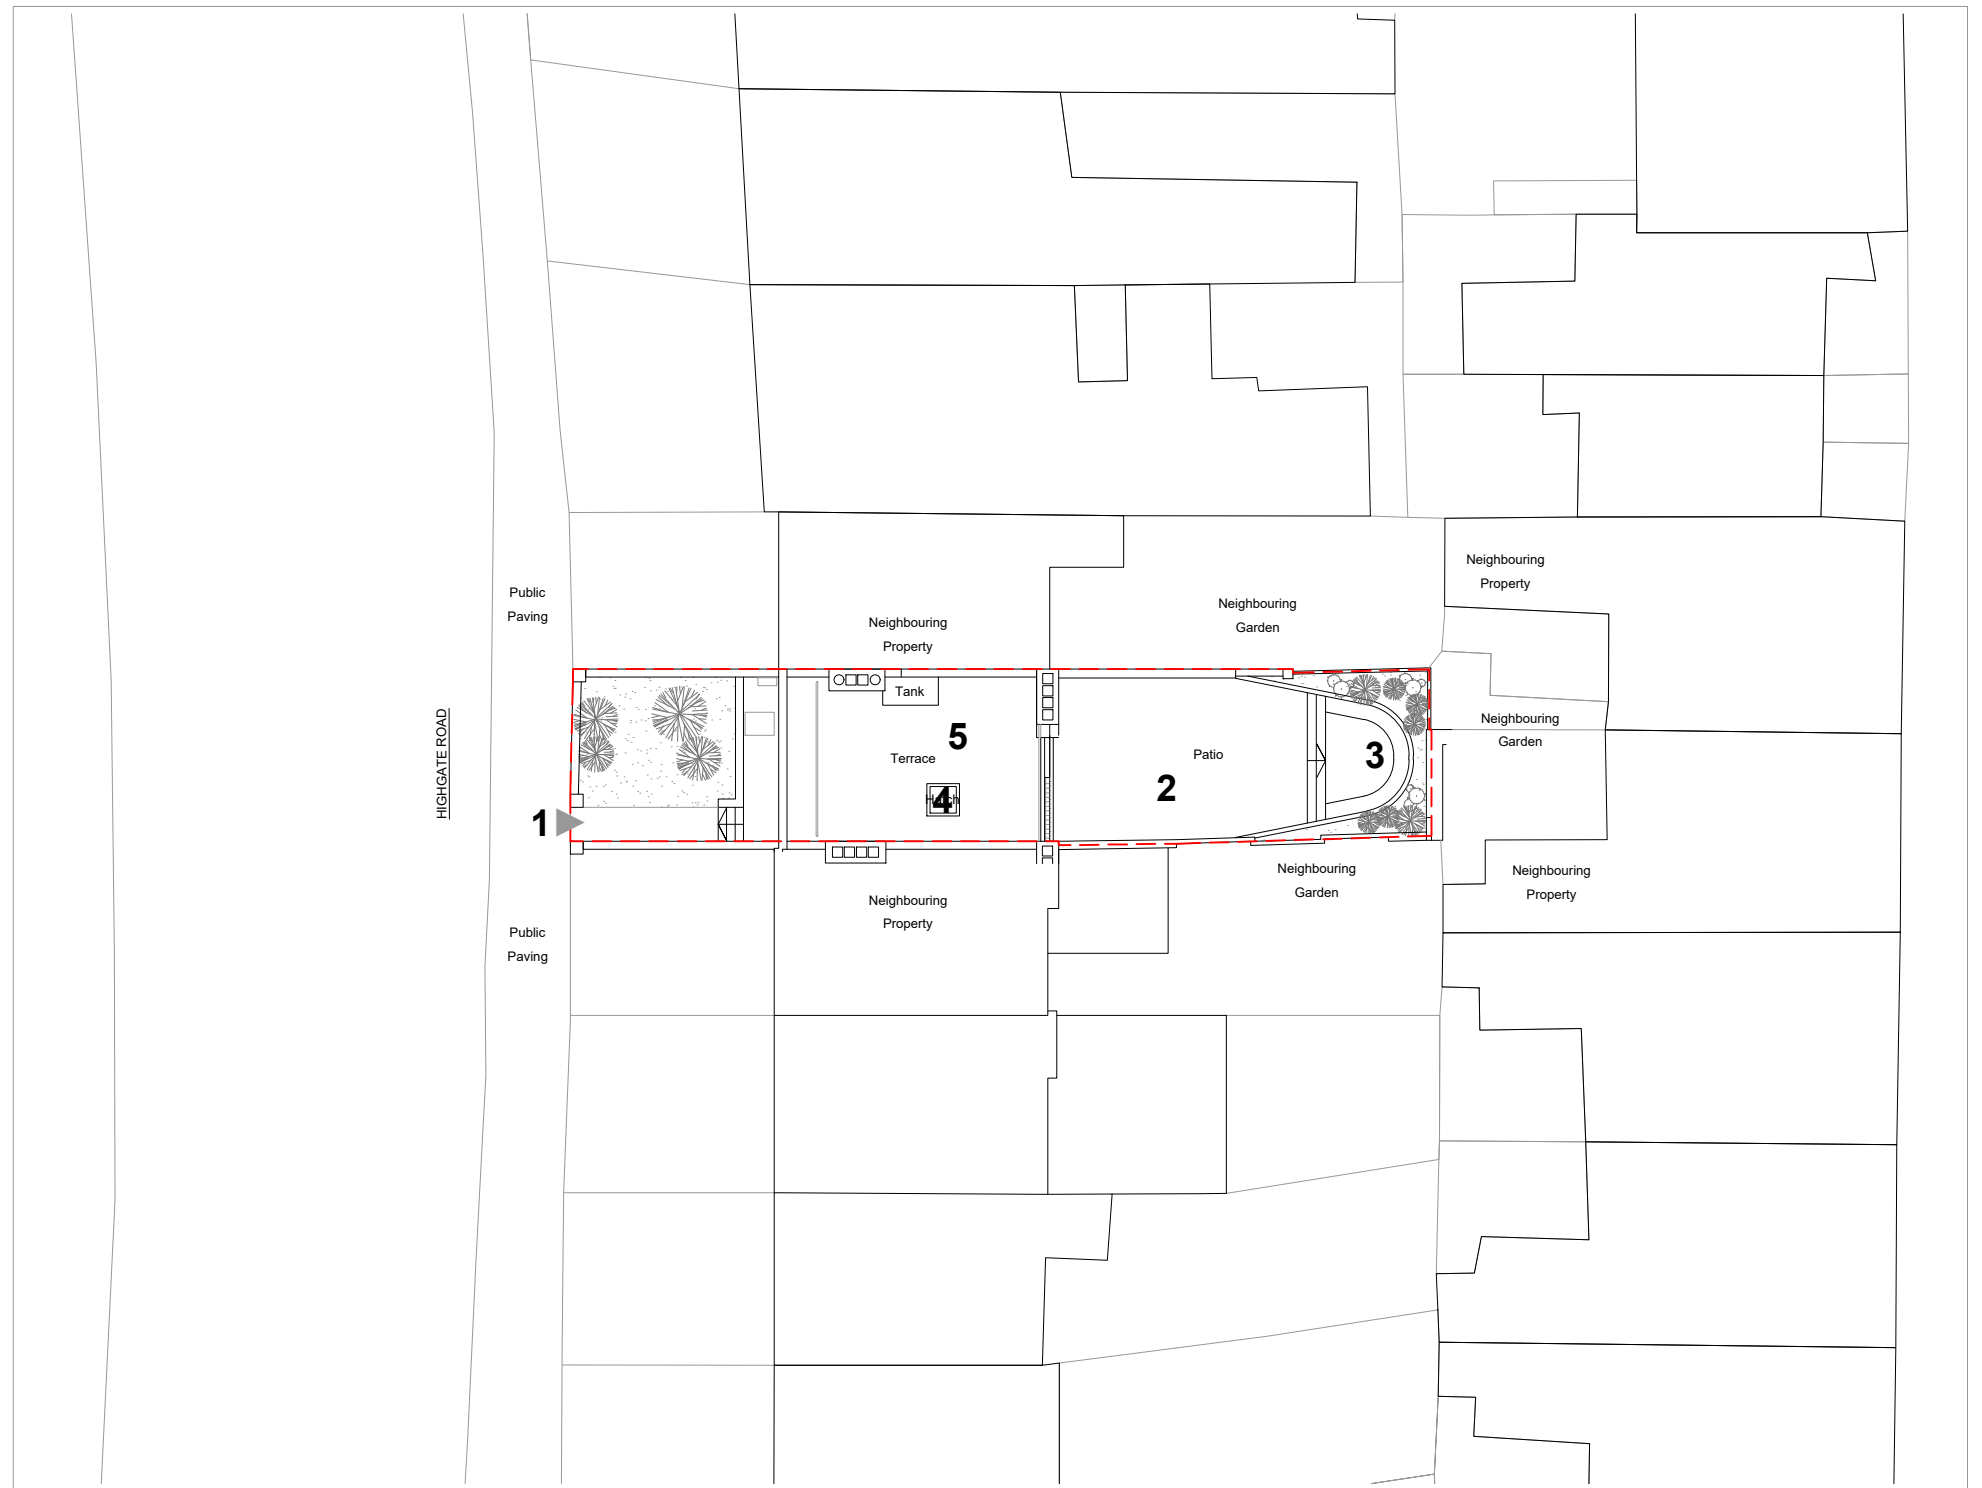 Neighbouring
Property
Public
Paving
Neighbouring
Garden
Neighbouring
Property
Tank
HIGHGATE ROAD
Neighbouring
Garden
5
Terrace
Patio
3
2
4
Hatch
1
Neighbouring
Garden
Neighbouring
Property
Neighbouring
Property
Public
Paving